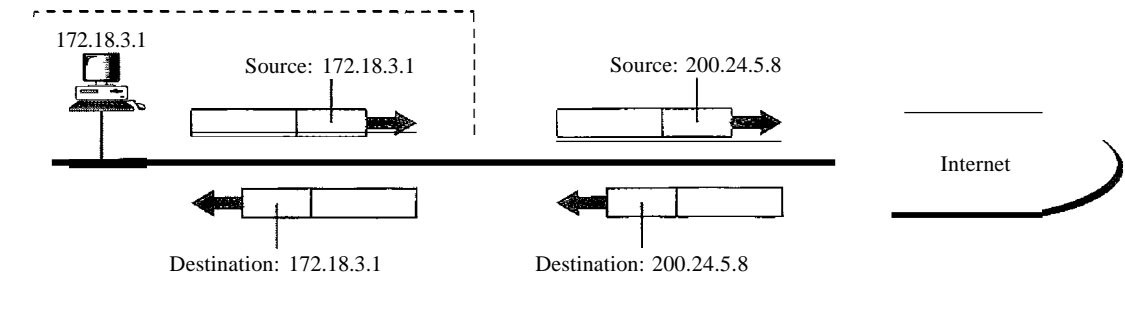 172.18.3.1
Source: 172.18.3.1
Source: 200.24.5.8
Internet
Destination: 172.18.3.1
Destination: 200.24.5.8